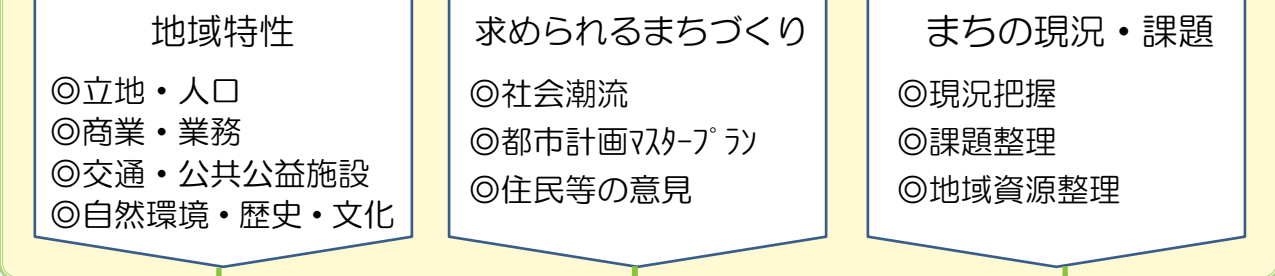 地域特性
◎立地・人口
◎商業・業務
◎交通・公共公益施設
◎自然環境・歴史・文化
求められるまちづくり
◎社会潮流
◎都市計画ﾏｽﾀｰﾌﾟﾗﾝ
◎住民等の意見
まちの現況・課題
◎現況把握
◎課題整理
◎地域資源整理